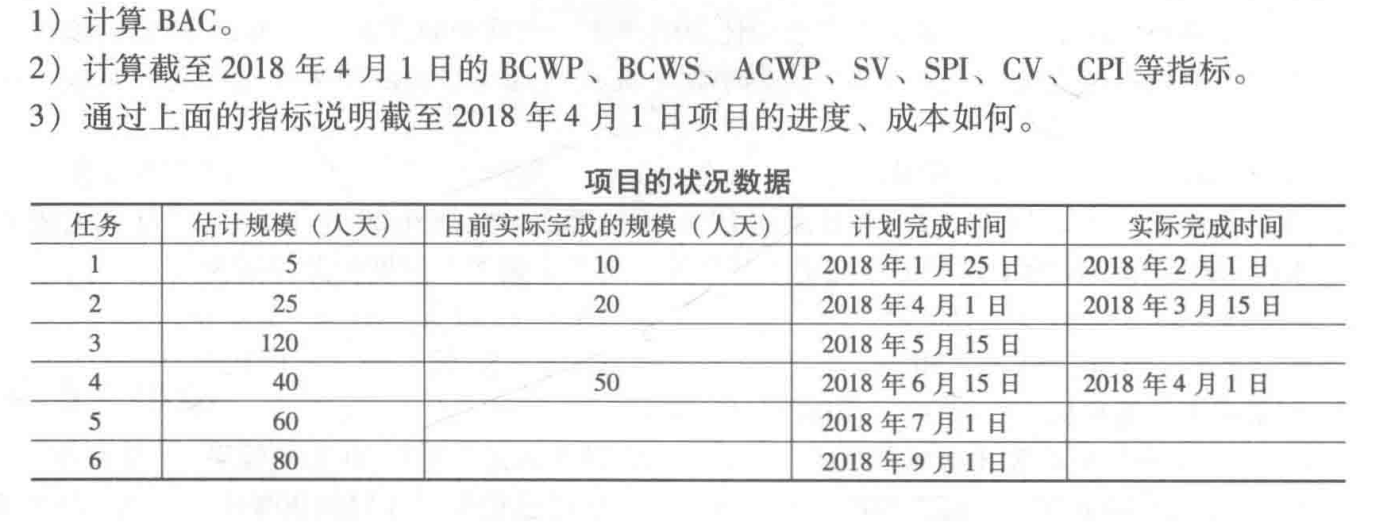 1）计算 BAC。
2）计算截至 2018 年 4 月 1 日的 BCWP、BCWS、ACWP、SV、SPI、CV、CPI 等指标。
3）通过上面的指标说明截至 2018 年 4 月 1 日项目的进度、成本如何。
项目的状况数据
任务 估计规模（人天） 目前实际完成的规模（人天） 计划完成时间 实际完成时间
1 5 10 2018 年 1 月 25 日 2018 年 2 月 1 日
2 25 20 2018 年 4 月 1 日 2018 年 3 月 15 日
3 120 2018 年 5 月 15 日
4 40 50 2018 年 6 月 15 日 2018 年 4 月 1 日
5 60 2018 年 7 月 1 日
6 80 2018 年 9 月 1 日